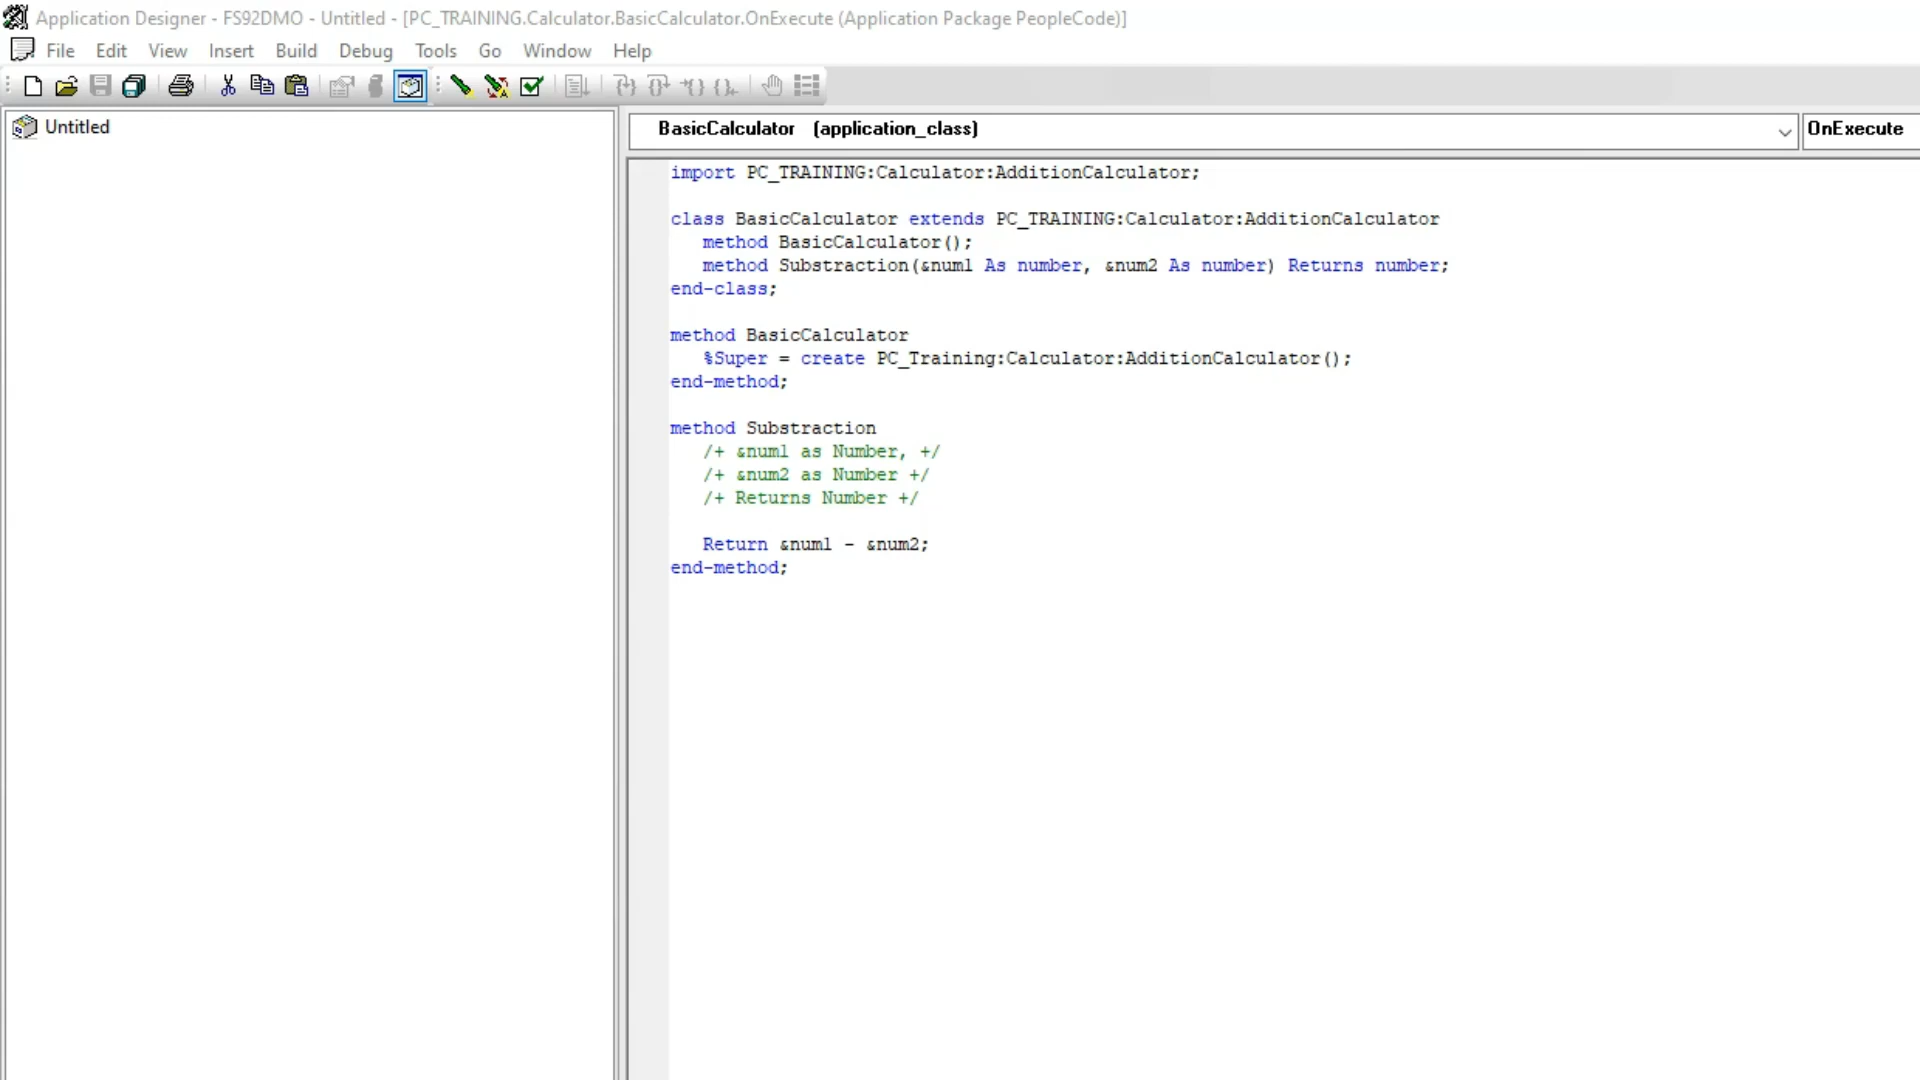 Application Designer - FS92DMO - Untitled - [PC_TRAINING.Calculator.BasicCalculator.OnExecute (Application Package PeopleCode)]
File Edit View Insert Build Debug Tools Go Window Help
Untitled
BasicCalculator (application_class)
OnExecute
import PC_TRAINING:Calculator:AdditionCalculator;
class BasicCalculator extends PC_TRAINING:Calculator:AdditionCalculator
method BasicCalculator();
method Substraction(&num1 As number, &num2 As number) Returns number;
end-class;
method BasicCalculator
%Super = create PC_Training:Calculator:AdditionCalculator();
end-method;
method Substraction
/+ &num1 as Number, +/
/+ &num2 as Number +/
/+ Returns Number +/
Return &num1 - &num2;
end-method;